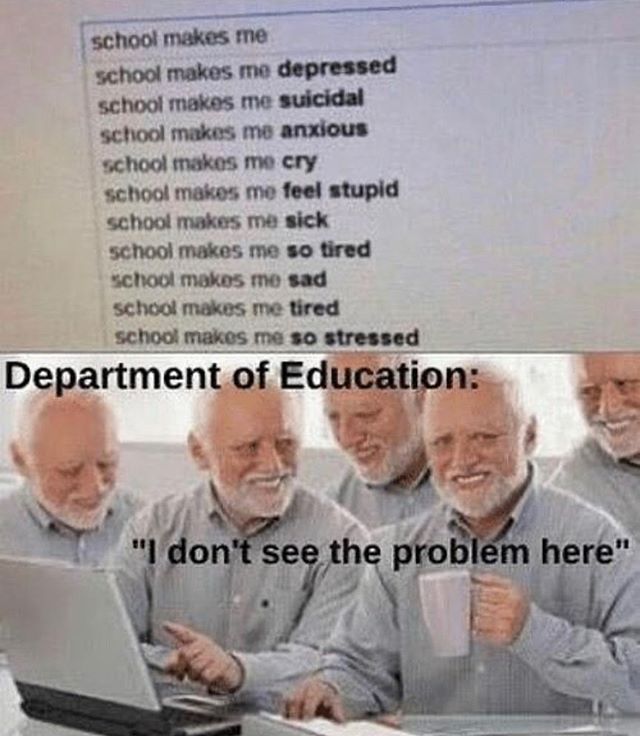 school makes me
school makes me depressed
school makes me suicidal
school makes me anxious
school makes me cry
school makes me feel stupid
school makes me sick
school makes me so tired
school makes me sad
school makes me tired
school makes me so stressed
Department of Education:
"I don't see the problem here"